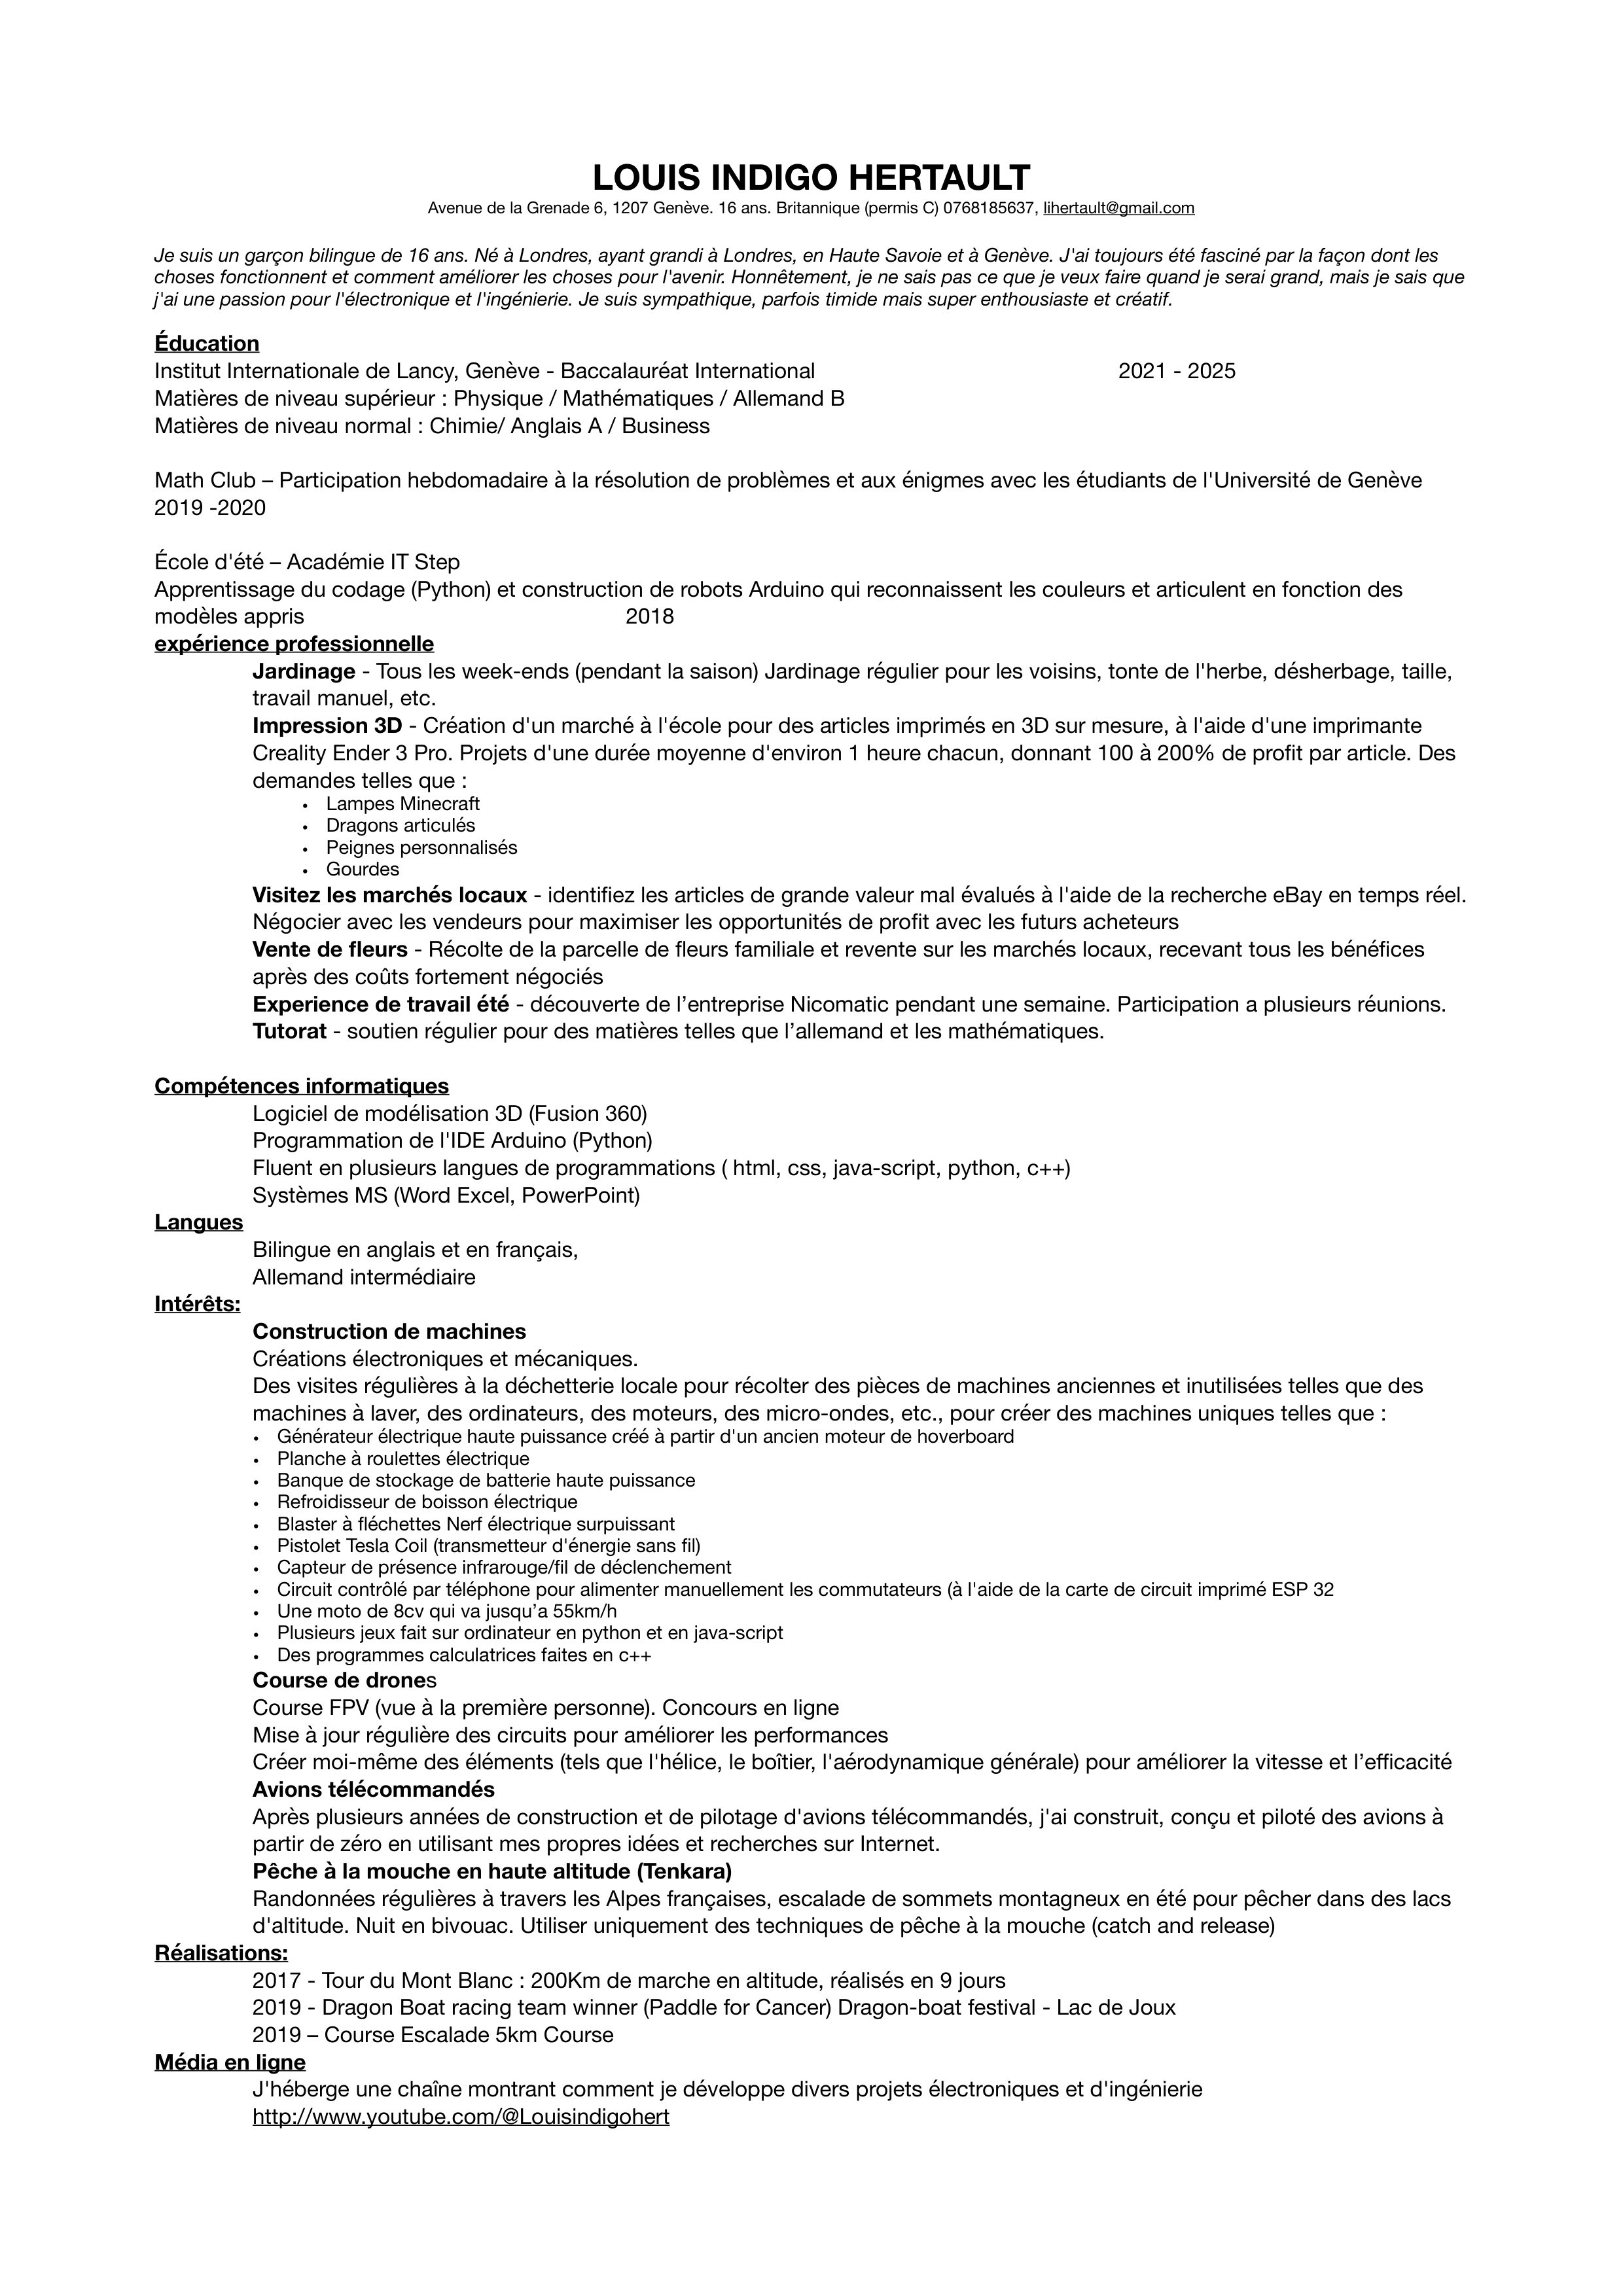 LOUIS INDIGO HERTAULT
Avenue de la Grenade 6, 1207 Genève. 16 ans. Britannique (permis C) 0768185637, lihertault@gmail.com
Je suis un garçon bilingue de 16 ans. Né à Londres, ayant grandi à Londres, en Haute Savoie et à Genève. J'ai toujours été fasciné par la façon dont les
choses fonctionnent et comment améliorer les choses pour l'avenir. Honnêtement, je ne sais pas ce que je veux faire quand je serai grand, mais je sais que
j'ai une passion pour l'électronique et l'ingénierie. Je suis sympathique, parfois timide mais super enthousiaste et créatif.
Éducation
Institut Internationale de Lancy, Genève - Baccalauréat International 2021 - 2025
Matières de niveau supérieur : Physique / Mathématiques / Allemand B
Matières de niveau normal : Chimie/ Anglais A / Business
Math Club – Participation hebdomadaire à la résolution de problèmes et aux énigmes avec les étudiants de l'Université de Genève
2019 -2020
École d'été – Académie IT Step
Apprentissage du codage (Python) et construction de robots Arduino qui reconnaissent les couleurs et articulent en fonction des
modèles appris 2018
expérience professionnelle
Jardinage - Tous les week-ends (pendant la saison) Jardinage régulier pour les voisins, tonte de l'herbe, désherbage, taille,
travail manuel, etc.
Impression 3D - Création d'un marché à l'école pour des articles imprimés en 3D sur mesure, à l'aide d'une imprimante
Creality Ender 3 Pro. Projets d'une durée moyenne d'environ 1 heure chacun, donnant 100 à 200% de profit par article. Des
demandes telles que :
• Lampes Minecraft
• Dragons articulés
• Peignes personnalisés
• Gourdes
Visitez les marchés locaux - identifiez les articles de grande valeur mal évalués à l'aide de la recherche eBay en temps réel.
Négocier avec les vendeurs pour maximiser les opportunités de profit avec les futurs acheteurs
Vente de fleurs - Récolte de la parcelle de fleurs familiale et revente sur les marchés locaux, recevant tous les bénéfices
après des coûts fortement négociés
Experience de travail été - découverte de l’entreprise Nicomatic pendant une semaine. Participation a plusieurs réunions.
Tutorat - soutien régulier pour des matières telles que l’allemand et les mathématiques.
Compétences informatiques
Logiciel de modélisation 3D (Fusion 360)
Programmation de l'IDE Arduino (Python)
Fluent en plusieurs langues de programmations ( html, css, java-script, python, c++)
Systèmes MS (Word Excel, PowerPoint)
Langues
Bilingue en anglais et en français,
Allemand intermédiaire
Intérêts:
Construction de machines
Créations électroniques et mécaniques.
Des visites régulières à la déchetterie locale pour récolter des pièces de machines anciennes et inutilisées telles que des
machines à laver, des ordinateurs, des moteurs, des micro-ondes, etc., pour créer des machines uniques telles que :
• Générateur électrique haute puissance créé à partir d'un ancien moteur de hoverboard
• Planche à roulettes électrique
• Banque de stockage de batterie haute puissance
• Refroidisseur de boisson électrique
• Blaster à fléchettes Nerf électrique surpuissant
• Pistolet Tesla Coil (transmetteur d'énergie sans fil)
• Capteur de présence infrarouge/fil de déclenchement
• Circuit contrôlé par téléphone pour alimenter manuellement les commutateurs (à l'aide de la carte de circuit imprimé ESP 32
• Une moto de 8cv qui va jusqu’a 55km/h
• Plusieurs jeux fait sur ordinateur en python et en java-script
• Des programmes calculatrices faites en c++
Course de drones
Course FPV (vue à la première personne). Concours en ligne
Mise à jour régulière des circuits pour améliorer les performances
Créer moi-même des éléments (tels que l'hélice, le boîtier, l'aérodynamique générale) pour améliorer la vitesse et l’efficacité
Avions télécommandés
Après plusieurs années de construction et de pilotage d'avions télécommandés, j'ai construit, conçu et piloté des avions à
partir de zéro en utilisant mes propres idées et recherches sur Internet.
Pêche à la mouche en haute altitude (Tenkara)
Randonnées régulières à travers les Alpes françaises, escalade de sommets montagneux en été pour pêcher dans des lacs
d'altitude. Nuit en bivouac. Utiliser uniquement des techniques de pêche à la mouche (catch and release)
Réalisations:
2017 - Tour du Mont Blanc : 200Km de marche en altitude, réalisés en 9 jours
2019 - Dragon Boat racing team winner (Paddle for Cancer) Dragon-boat festival - Lac de Joux
2019 – Course Escalade 5km Course
Média en ligne
J'héberge une chaîne montrant comment je développe divers projets électroniques et d'ingénierie
http://www.youtube.com/@Louisindigohert